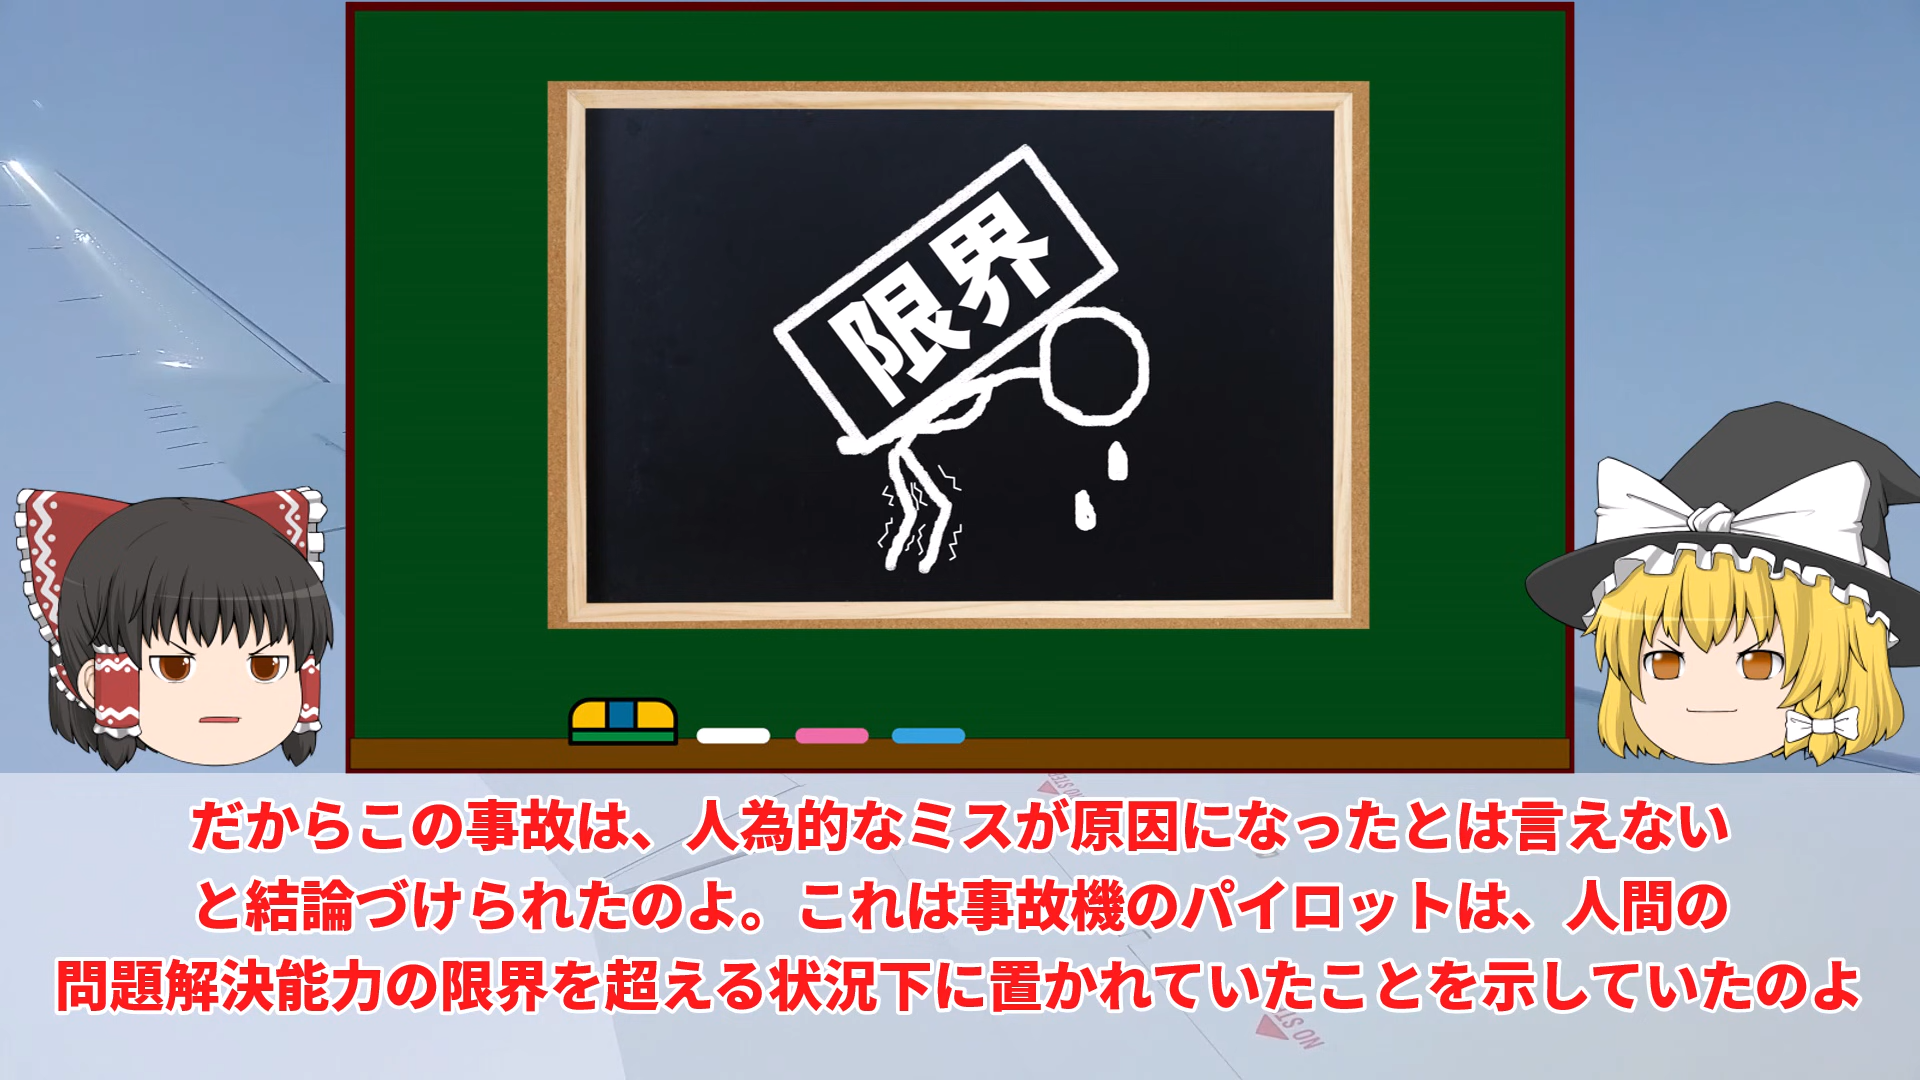 限界
だからこの事故は、人為的なミスが原因になったとは言えない
と結論づけられたのよ。これは事故機のパイロットは、人間の
問題解決能力の限界を超える状況下に置かれていたことを示していたのよ
NO STEP
NO ST